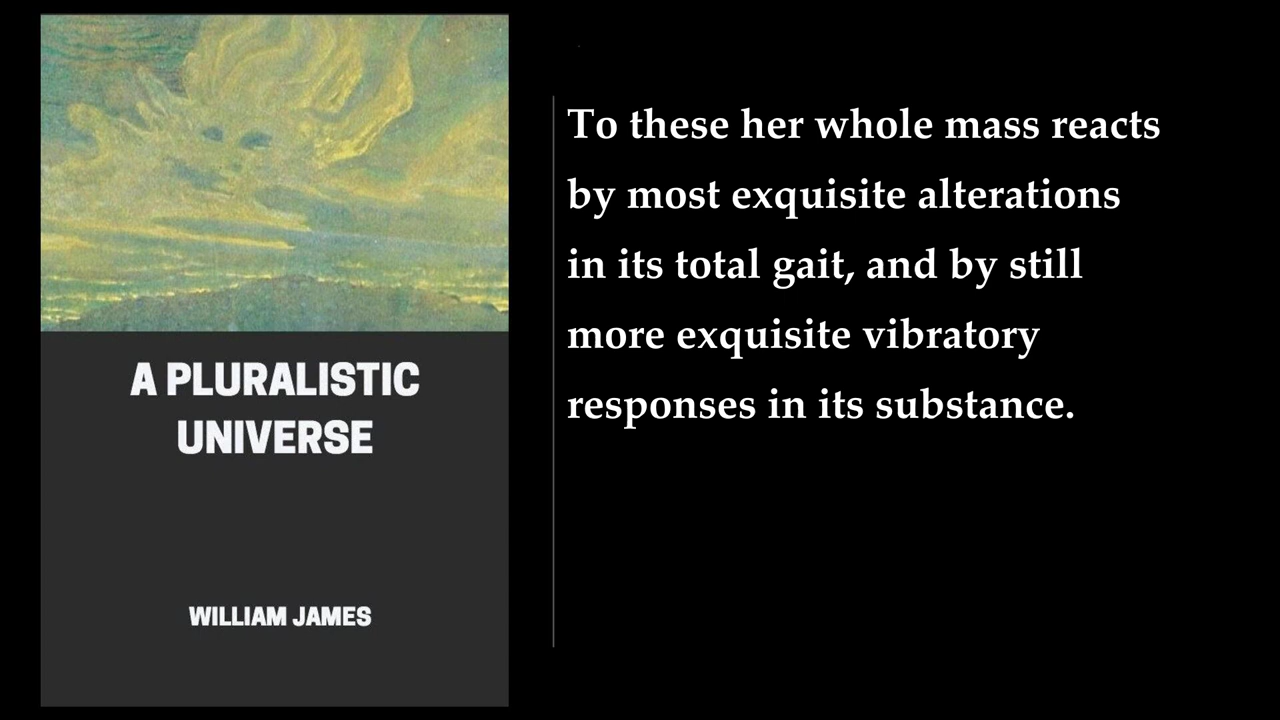 A PLURALISTIC
UNIVERSE
WILLIAM JAMES
To these her whole mass reacts
by most exquisite alterations
in its total gait, and by still
more exquisite vibratory
responses in its substance.